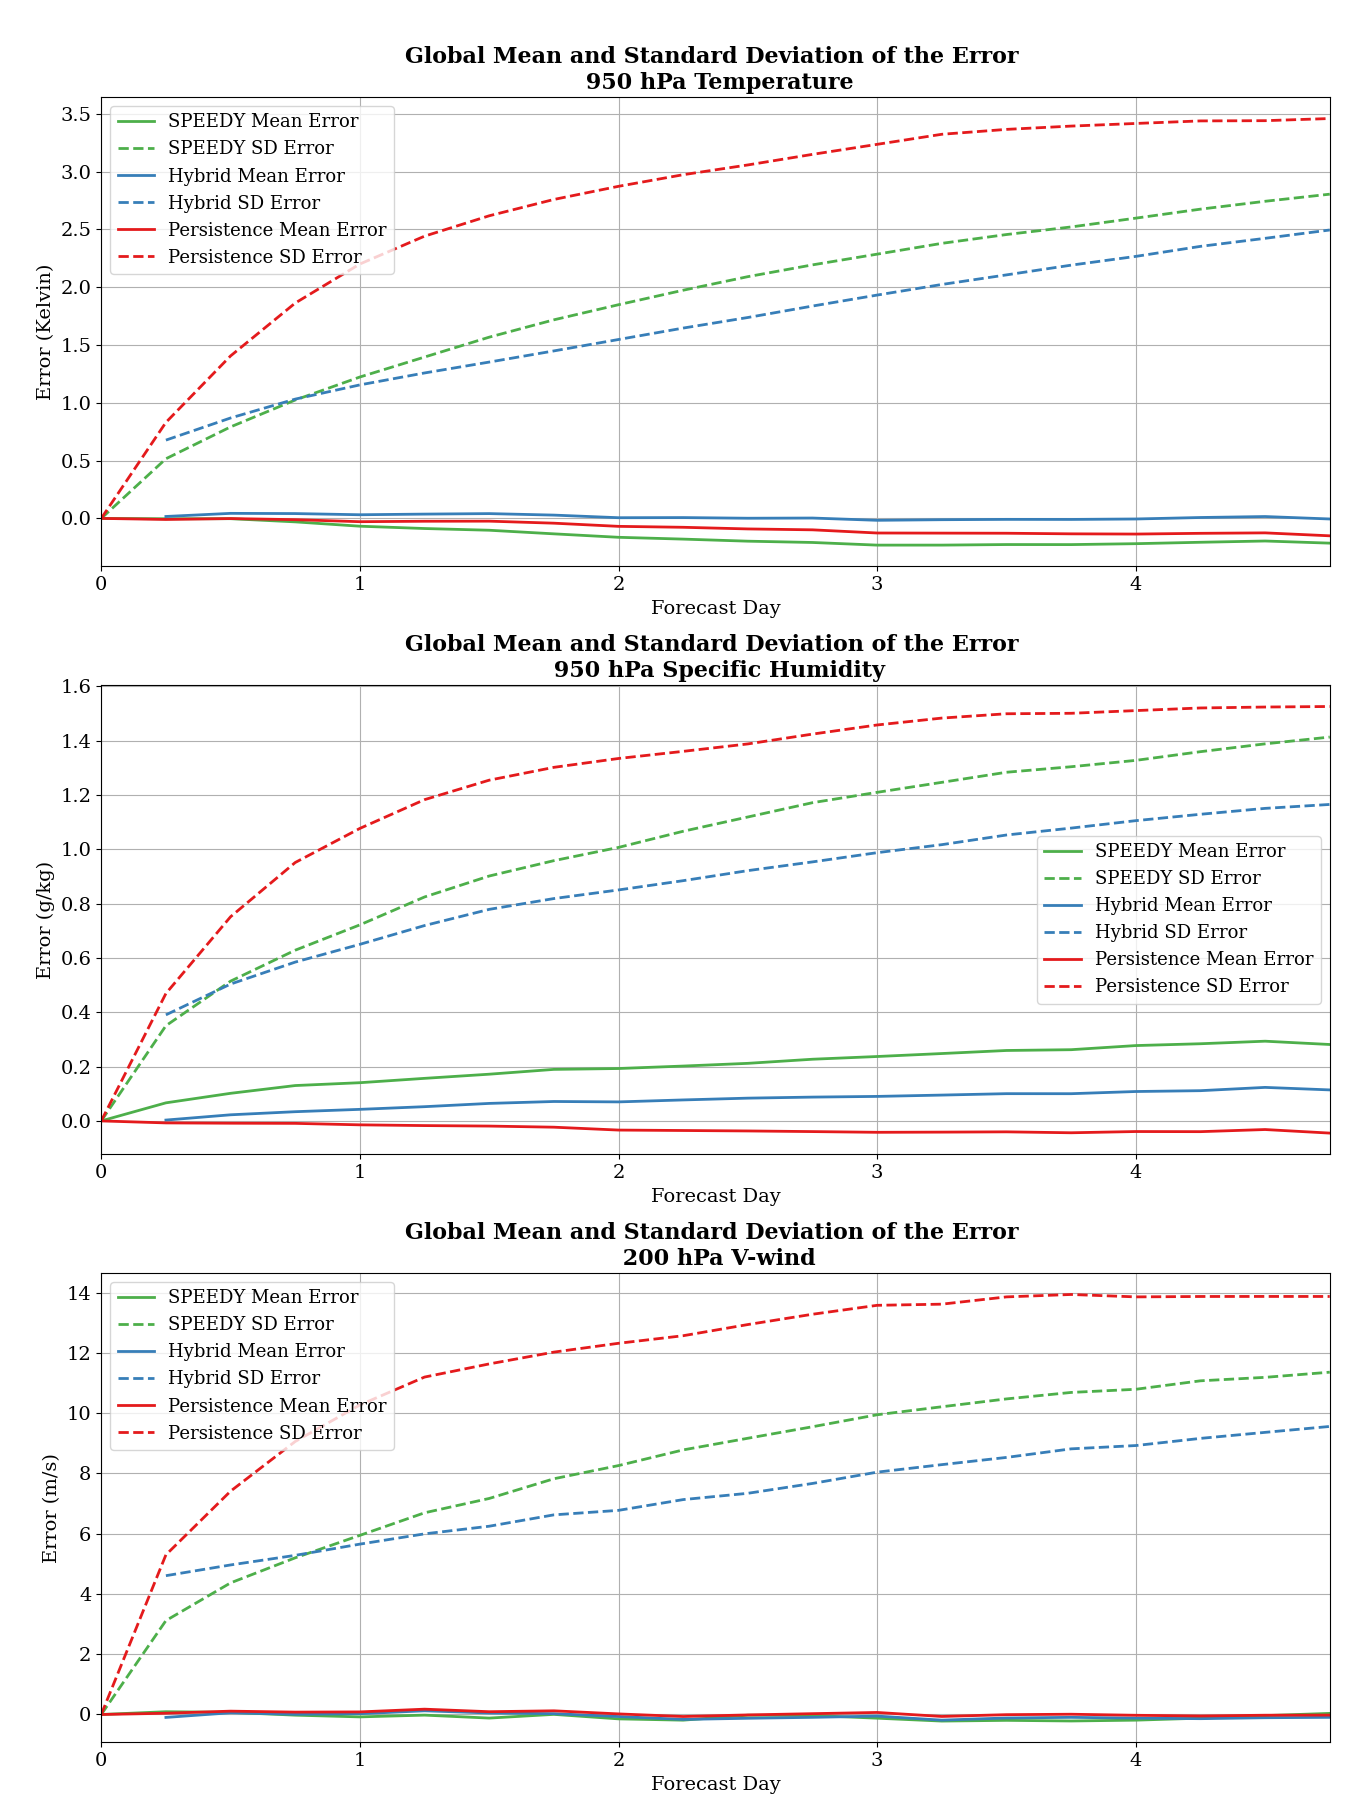 Global Mean and Standard Deviation of the Error
950 hPa Temperature
3.5
3.0
2.5
2.0
1.5
1.0
0.5
0.0
Error (Kelvin)
SPEEDY Mean Error
SPEEDY SD Error
Hybrid Mean Error
Hybrid SD Error
Persistence Mean Error
Persistence SD Error
0 1 2 3 4
Forecast Day
Global Mean and Standard Deviation of the Error
950 hPa Specific Humidity
1.6
1.4
1.2
1.0
0.8
0.6
0.4
0.2
0.0
Error (g/kg)
SPEEDY Mean Error
SPEEDY SD Error
Hybrid Mean Error
Hybrid SD Error
Persistence Mean Error
Persistence SD Error
0 1 2 3 4
Forecast Day
Global Mean and Standard Deviation of the Error
200 hPa V-wind
14
12
10
8
6
4
2
0
Error (m/s)
SPEEDY Mean Error
SPEEDY SD Error
Hybrid Mean Error
Hybrid SD Error
Persistence Mean Error
Persistence SD Error
0 1 2 3 4
Forecast Day